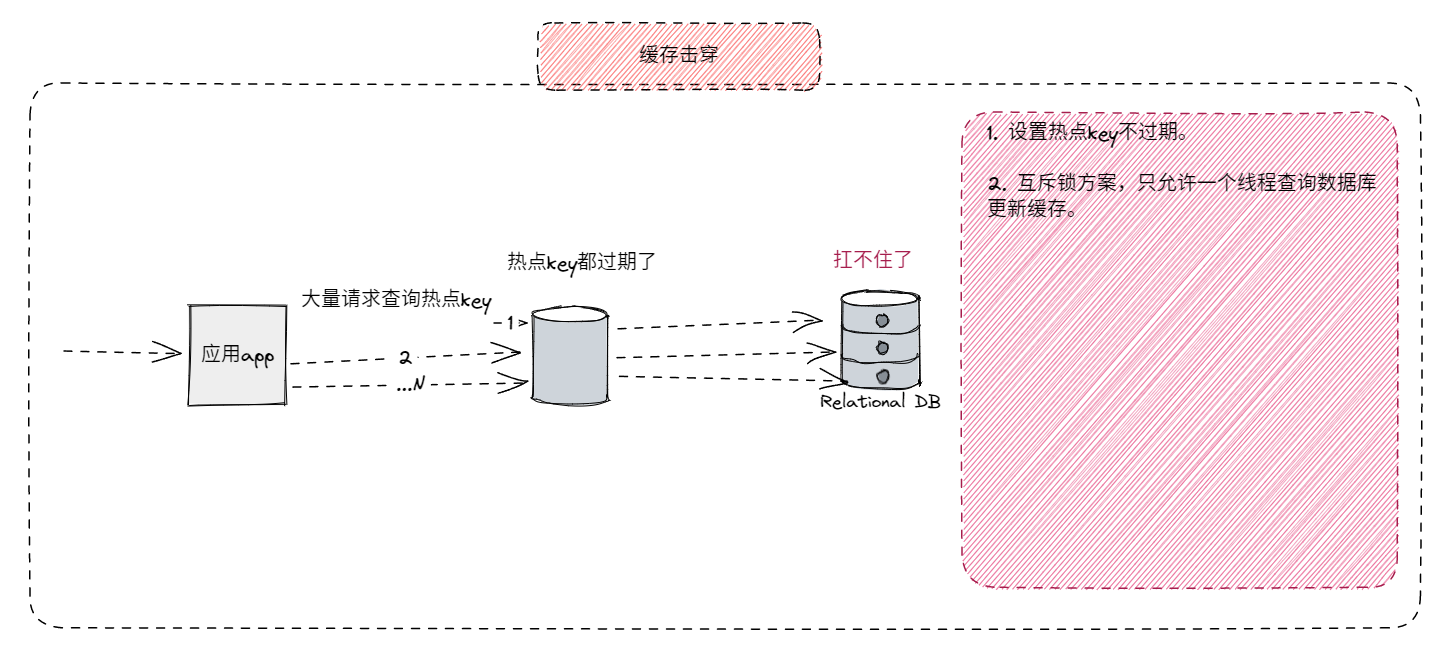 缓存击穿
1. 设置热点key不过期。
2. 互斥锁方案，只允许一个线程查询数据库
更新缓存。
热点key都过期了
扛不住了
大量请求查询热点key
1
应用app
2
...N
Relational DB